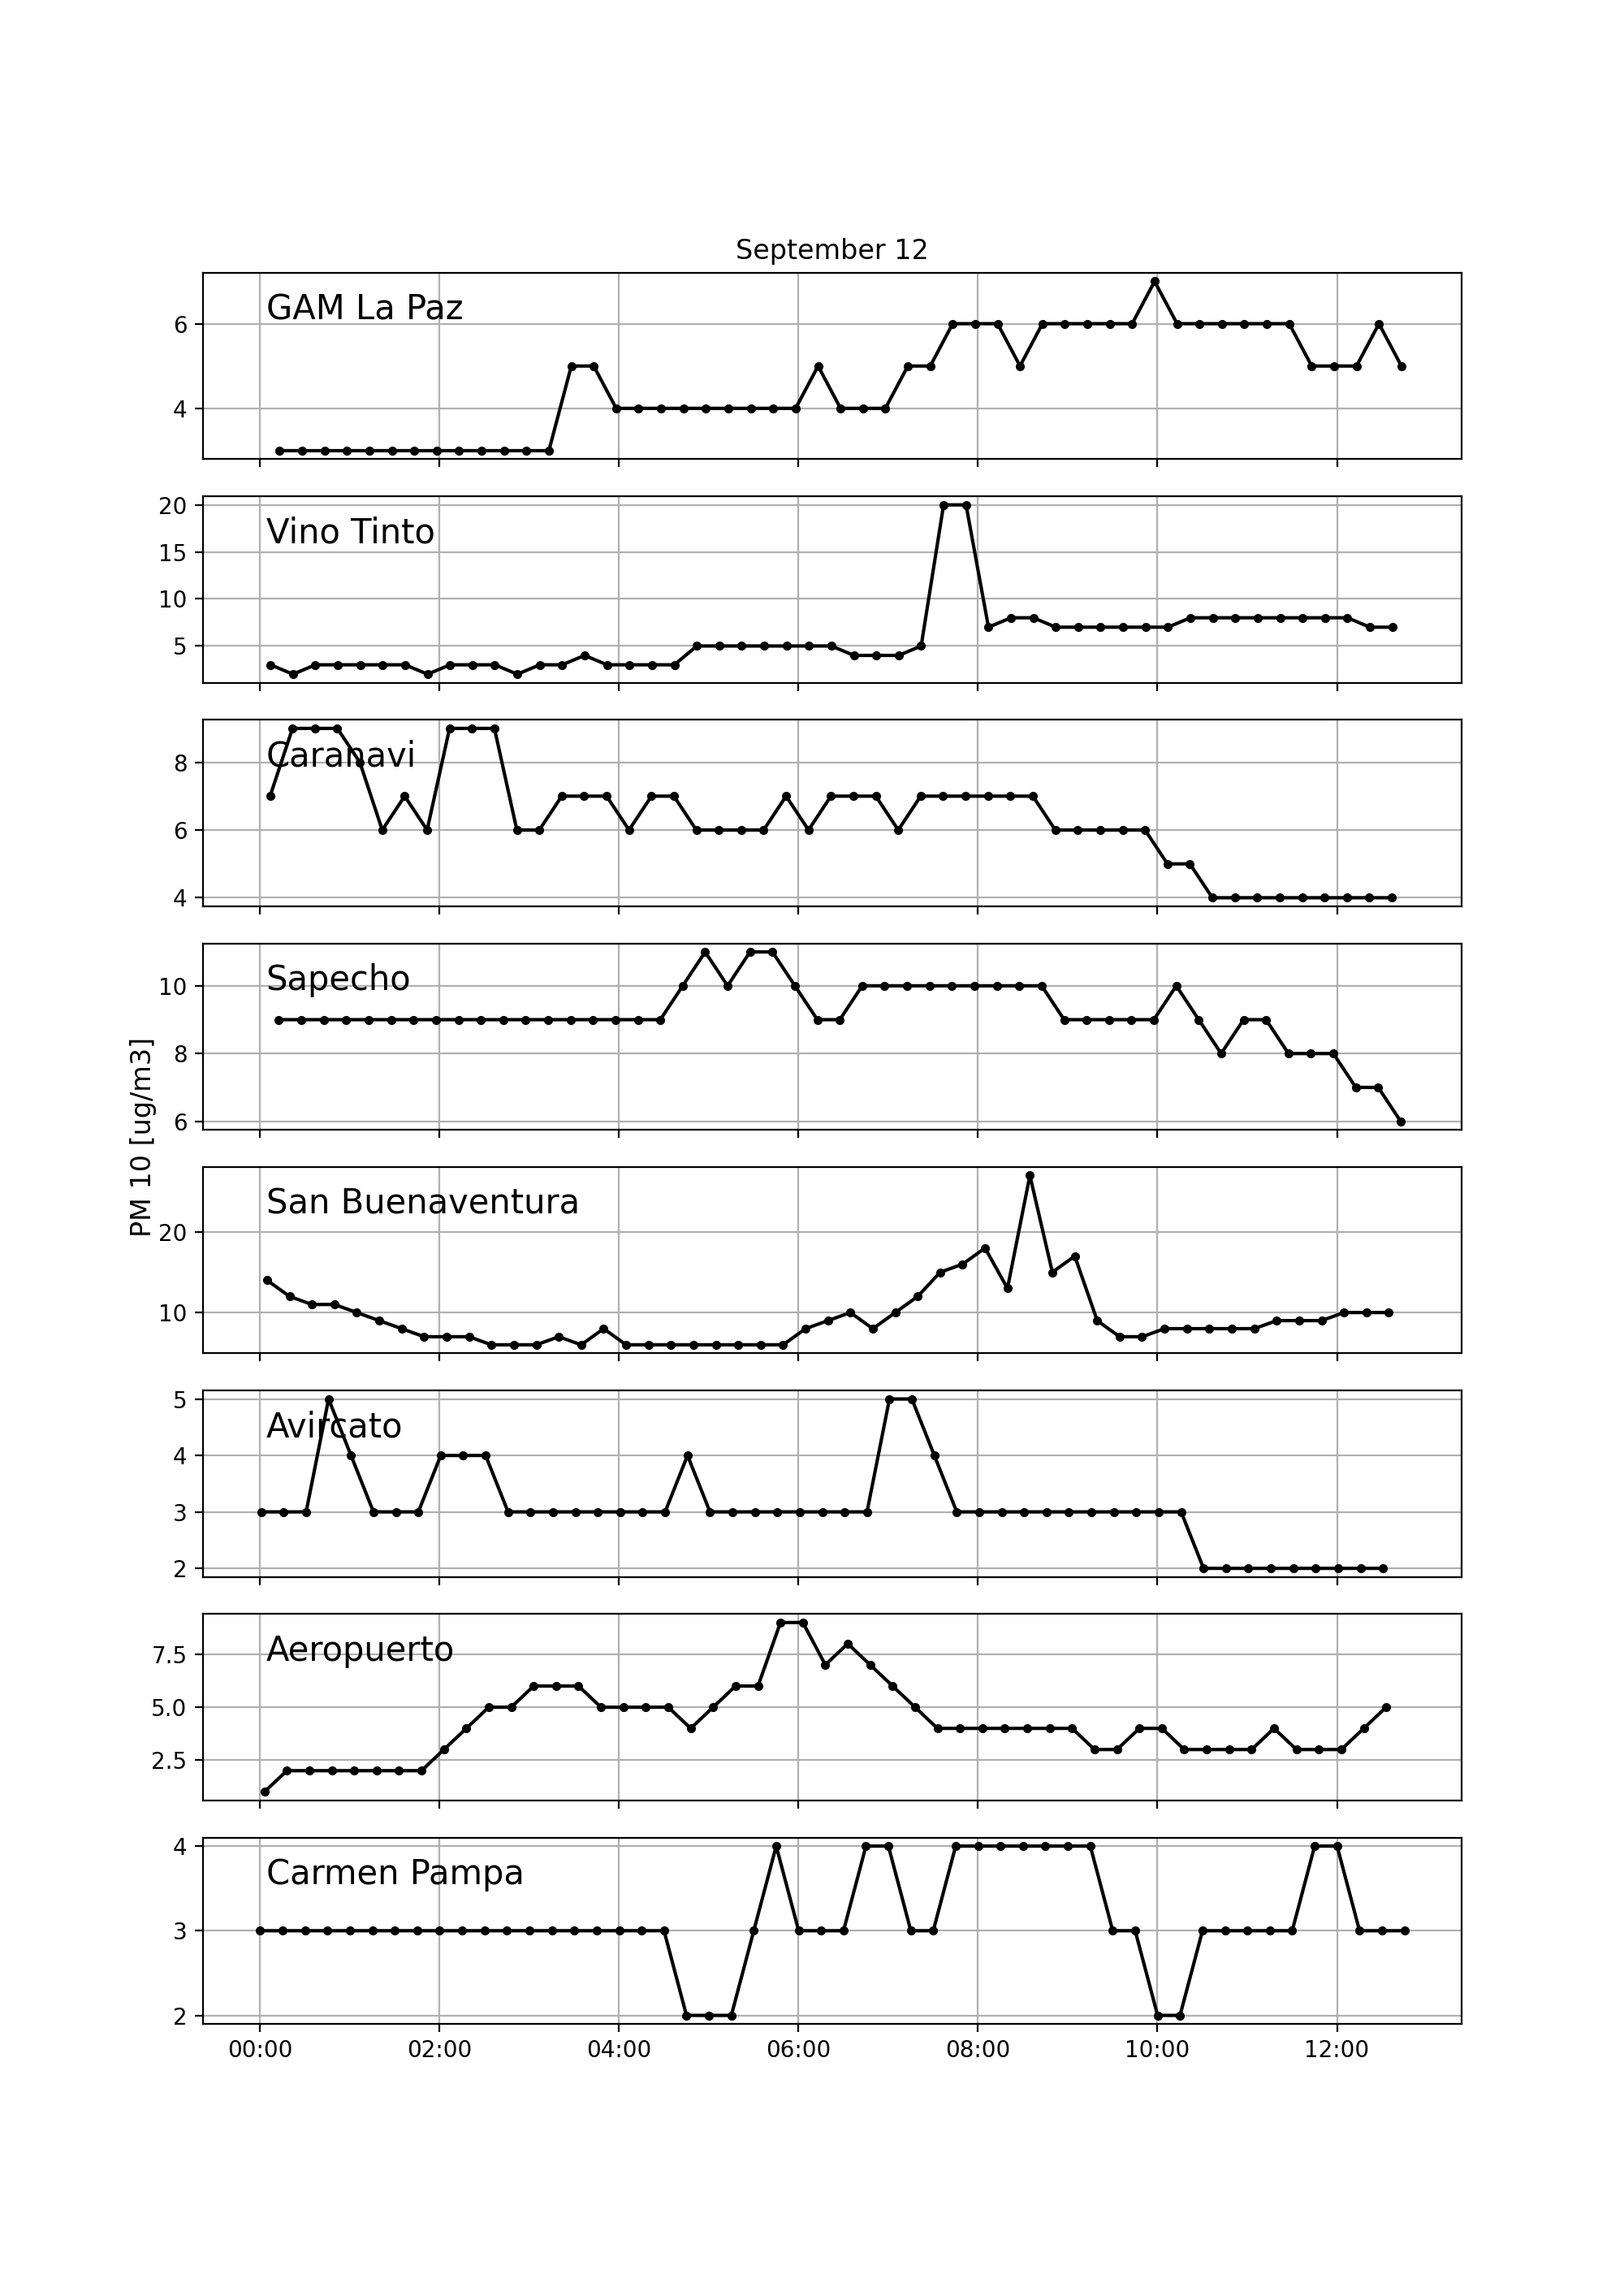 September 12
GAM La Paz
6
4
Vino Tinto
20
15
10
5
Caranavi
8
6
4
Sapecho
10
8
6
PM 10 [ug/m3]
San Buenaventura
20
10
Avircato
5
4
3
2
Aeropuerto
7.5
5.0
2.5
Carmen Pampa
4
3
2
00:00 02:00 04:00 06:00 08:00 10:00 12:00